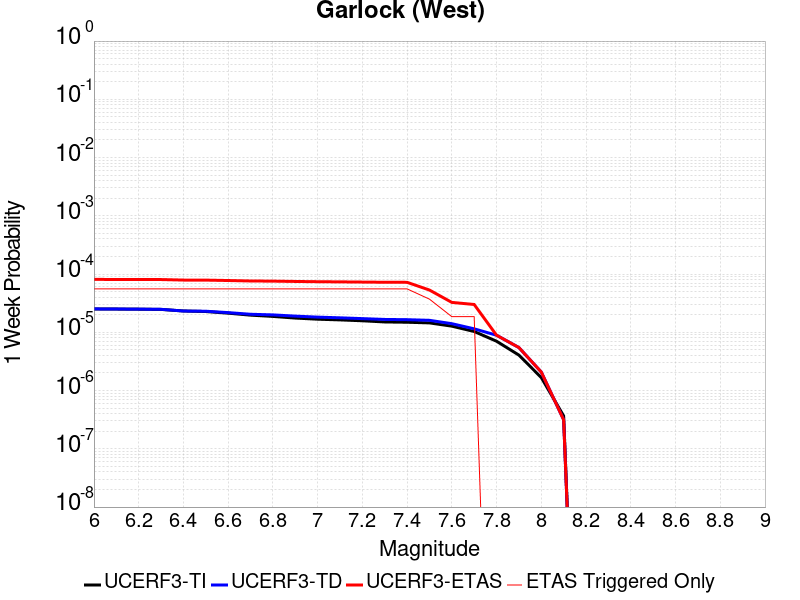 Garlock (West)
10^0
10^-1
10^-2
10^-3
10^-4
10^-5
10^-6
10^-7
10^-8
1 Week Probability
6 6.2 6.4 6.6 6.8 7 7.2 7.4 7.6 7.8 8 8.2 8.4 8.6 8.8 9
Magnitude
UCERF3-TI UCERF3-TD UCERF3-ETAS ETAS Triggered Only